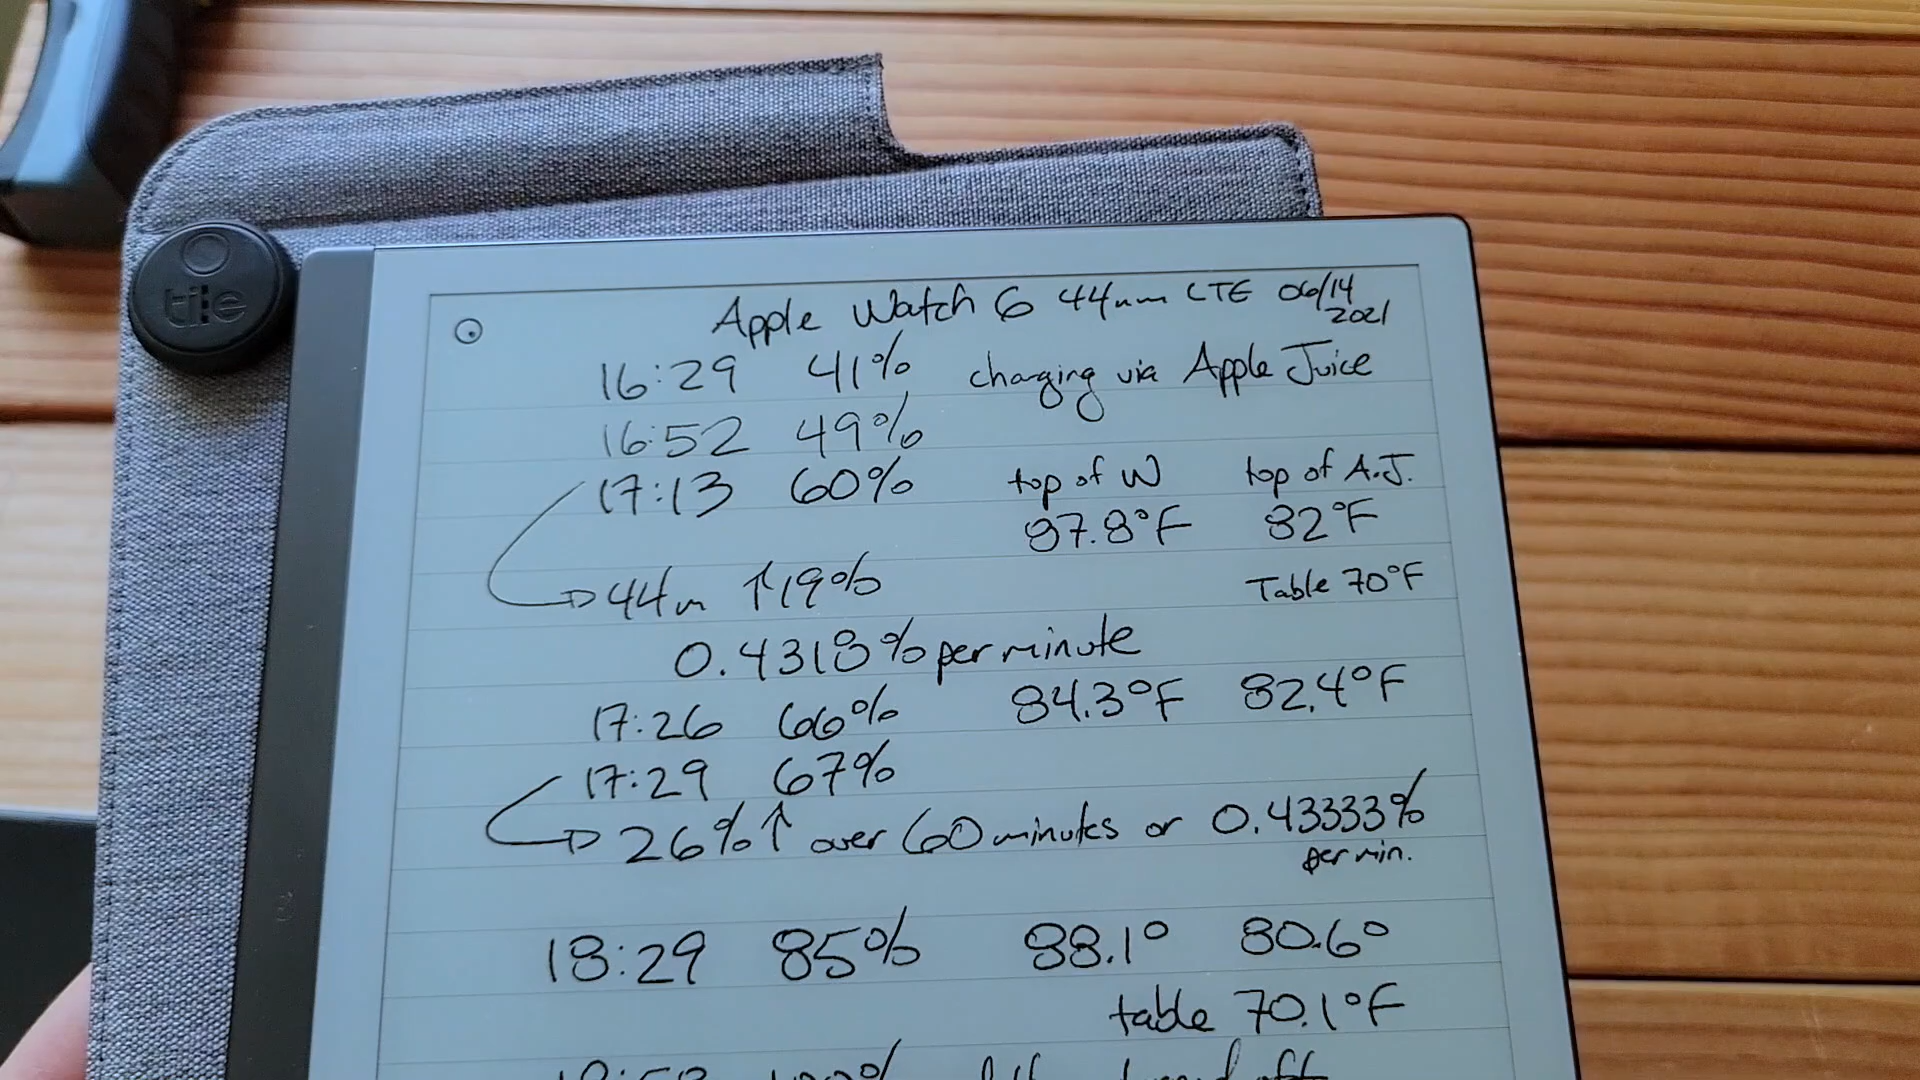 tile
Apple Watch 6 44mm LTE 06/14
2021
16:29 41% charging via Apple Juice
16:52 49%
17:13 60% top of W top of A.J.
87.8°F 82°F
44m ↑19% Table 70°F
0.4318% per minute
17:26 66% 84.3°F 82.4°F
17:29 67%
26%↑ over 60 minutes or 0.43333%
per min.
18:29 85% 88.1° 80.6°
table 70.1°F